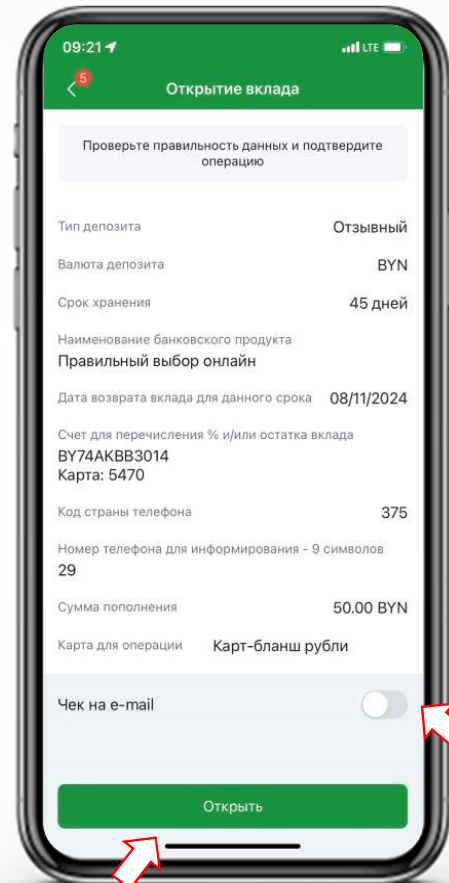 09:21
LTE
5
Открытие вклада
Проверьте правильность данных и подтвердите
операцию
Тип депозита Отзывный
Валюта депозита BYN
Срок хранения 45 дней
Наименование банковского продукта
Правильный выбор онлайн
Дата возврата вклада для данного срока 08/11/2024
Счет для перечисления % и/или остатка вклада
BY74AKBB3014
Карта: 5470
Код страны телефона 375
Номер телефона для информирования - 9 символов
29
Сумма пополнения 50.00 BYN
Карта для операции Карт-бланш рубли
Чек на e-mail
Открыть